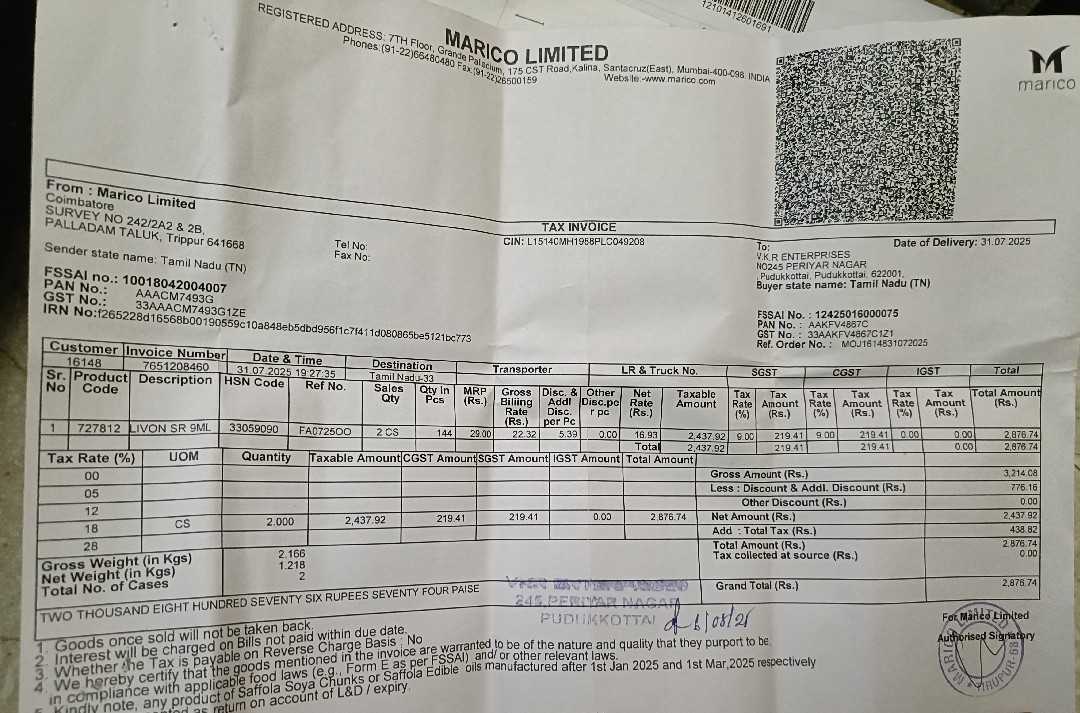 12101412601691
MARICO LIMITED
REGISTERED ADDRESS: 7TH Floor, Grande Palladium, 175 CST Road,Kalina, Santacruz(East), Mumbai-400-098, INDIA
Phones:(91-22)66480480 Fax:(91-22)26500159 Website:-www.marico.com
marico
From : Marico Limited
Coimbatore
SURVEY NO 242/2A2 & 2B,
PALLADAM TALUK, Trippur 641668
Sender state name: Tamil Nadu (TN)
FSSAI no.: 10018042004007
PAN No.: AAACM7493G
GST No.: 33AAACM7493G1ZE
IRN No:f265228d16568b00190559c10a848eb5dbd956f1c7f411d080865be5121bc773
Tel No:
Fax No:
TAX INVOICE
CIN: L15140MH1988PLC049208
To: Date of Delivery: 31.07.2025
V.K.R ENTERPRISES
NO245 PERIYAR NAGAR
,Pudukkottai, Pudukkottai, 622001,
Buyer state name: Tamil Nadu (TN)
FSSAI No. : 12425016000075
PAN No. : AAKFV4867C
GST No. : 33AAKFV4867C1Z1
Ref. Order No. : MOJ1614831072025
Customer Invoice Number Date & Time Destination Transporter LR & Truck No. SGST CGST IGST Total
16148 7651208460 31.07.2025 19:27:35 Tamil Nadu-33
Sr. No Product Code Description HSN Code Ref No. Sales Qty Qty In Pcs MRP (Rs.) Gross Billing Rate (Rs.) Disc. & Addl Disc. per Pc Other Disc.pe r pc Net Rate (Rs.) Taxable Amount Tax Rate (%) Tax Amount (Rs.) Tax Rate (%) Tax Amount (Rs.) Tax Rate (%) Tax Amount (Rs.) Total Amount (Rs.)
1 727812 LIVON SR 9ML 33059090 FA0725OO 2 CS 144 29.00 22.32 5.39 0.00 16.93 2,437.92 9.00 219.41 9.00 219.41 0.00 0.00 2,876.74
Total 2,437.92 219.41 219.41 0.00 2,876.74
Tax Rate (%) UOM Quantity Taxable Amount CGST Amount SGST Amount IGST Amount Total Amount
00
05
12
18 CS 2.000 2,437.92 219.41 219.41 0.00 2,876.74
28
Gross Weight (in Kgs) 2.166
Net Weight (in Kgs) 1.218
Total No. of Cases 2
Gross Amount (Rs.) 3,214.08
Less : Discount & Addl. Discount (Rs.) 776.16
Other Discount (Rs.) 0.00
Net Amount (Rs.) 2,437.92
Add : Total Tax (Rs.) 438.82
Total Amount (Rs.) 2,876.74
Tax collected at source (Rs.) 0.00
Grand Total (Rs.) 2,876.74
TWO THOUSAND EIGHT HUNDRED SEVENTY SIX RUPEES SEVENTY FOUR PAISE
245,PERIYAR NAGAR
PUDUKKOTTAI
For Marico Limited
Authorised Signatory
1. Goods once sold will not be taken back.
2. Interest will be charged on Bills not paid within due date.
3. Whether the Tax is payable on Reverse Charge Basis : No
4. We hereby certify that the goods mentioned in the invoice are warranted to be of the nature and quality that they purport to be.
in compliance with applicable food laws (e.g., Form E as per FSSAI) and/ or other relevant laws.
5. Kindly note, any product of Saffola Soya Chunks or Saffola Edible oils manufactured after 1st Jan 2025 and 1st Mar,2025 respectively
as return on account of L&D / expiry.